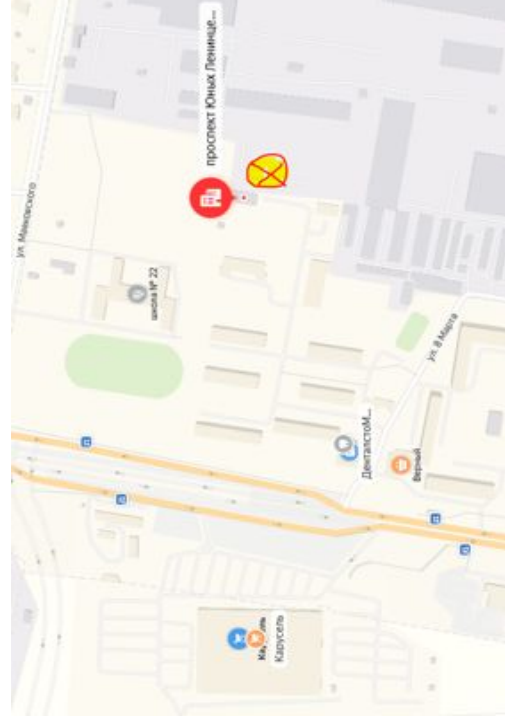 ул. Маяковского
проспект Юных Ленинце...
школа № 22
ул. 8 Марта
ДенталстоМ...
Верный
Карусель